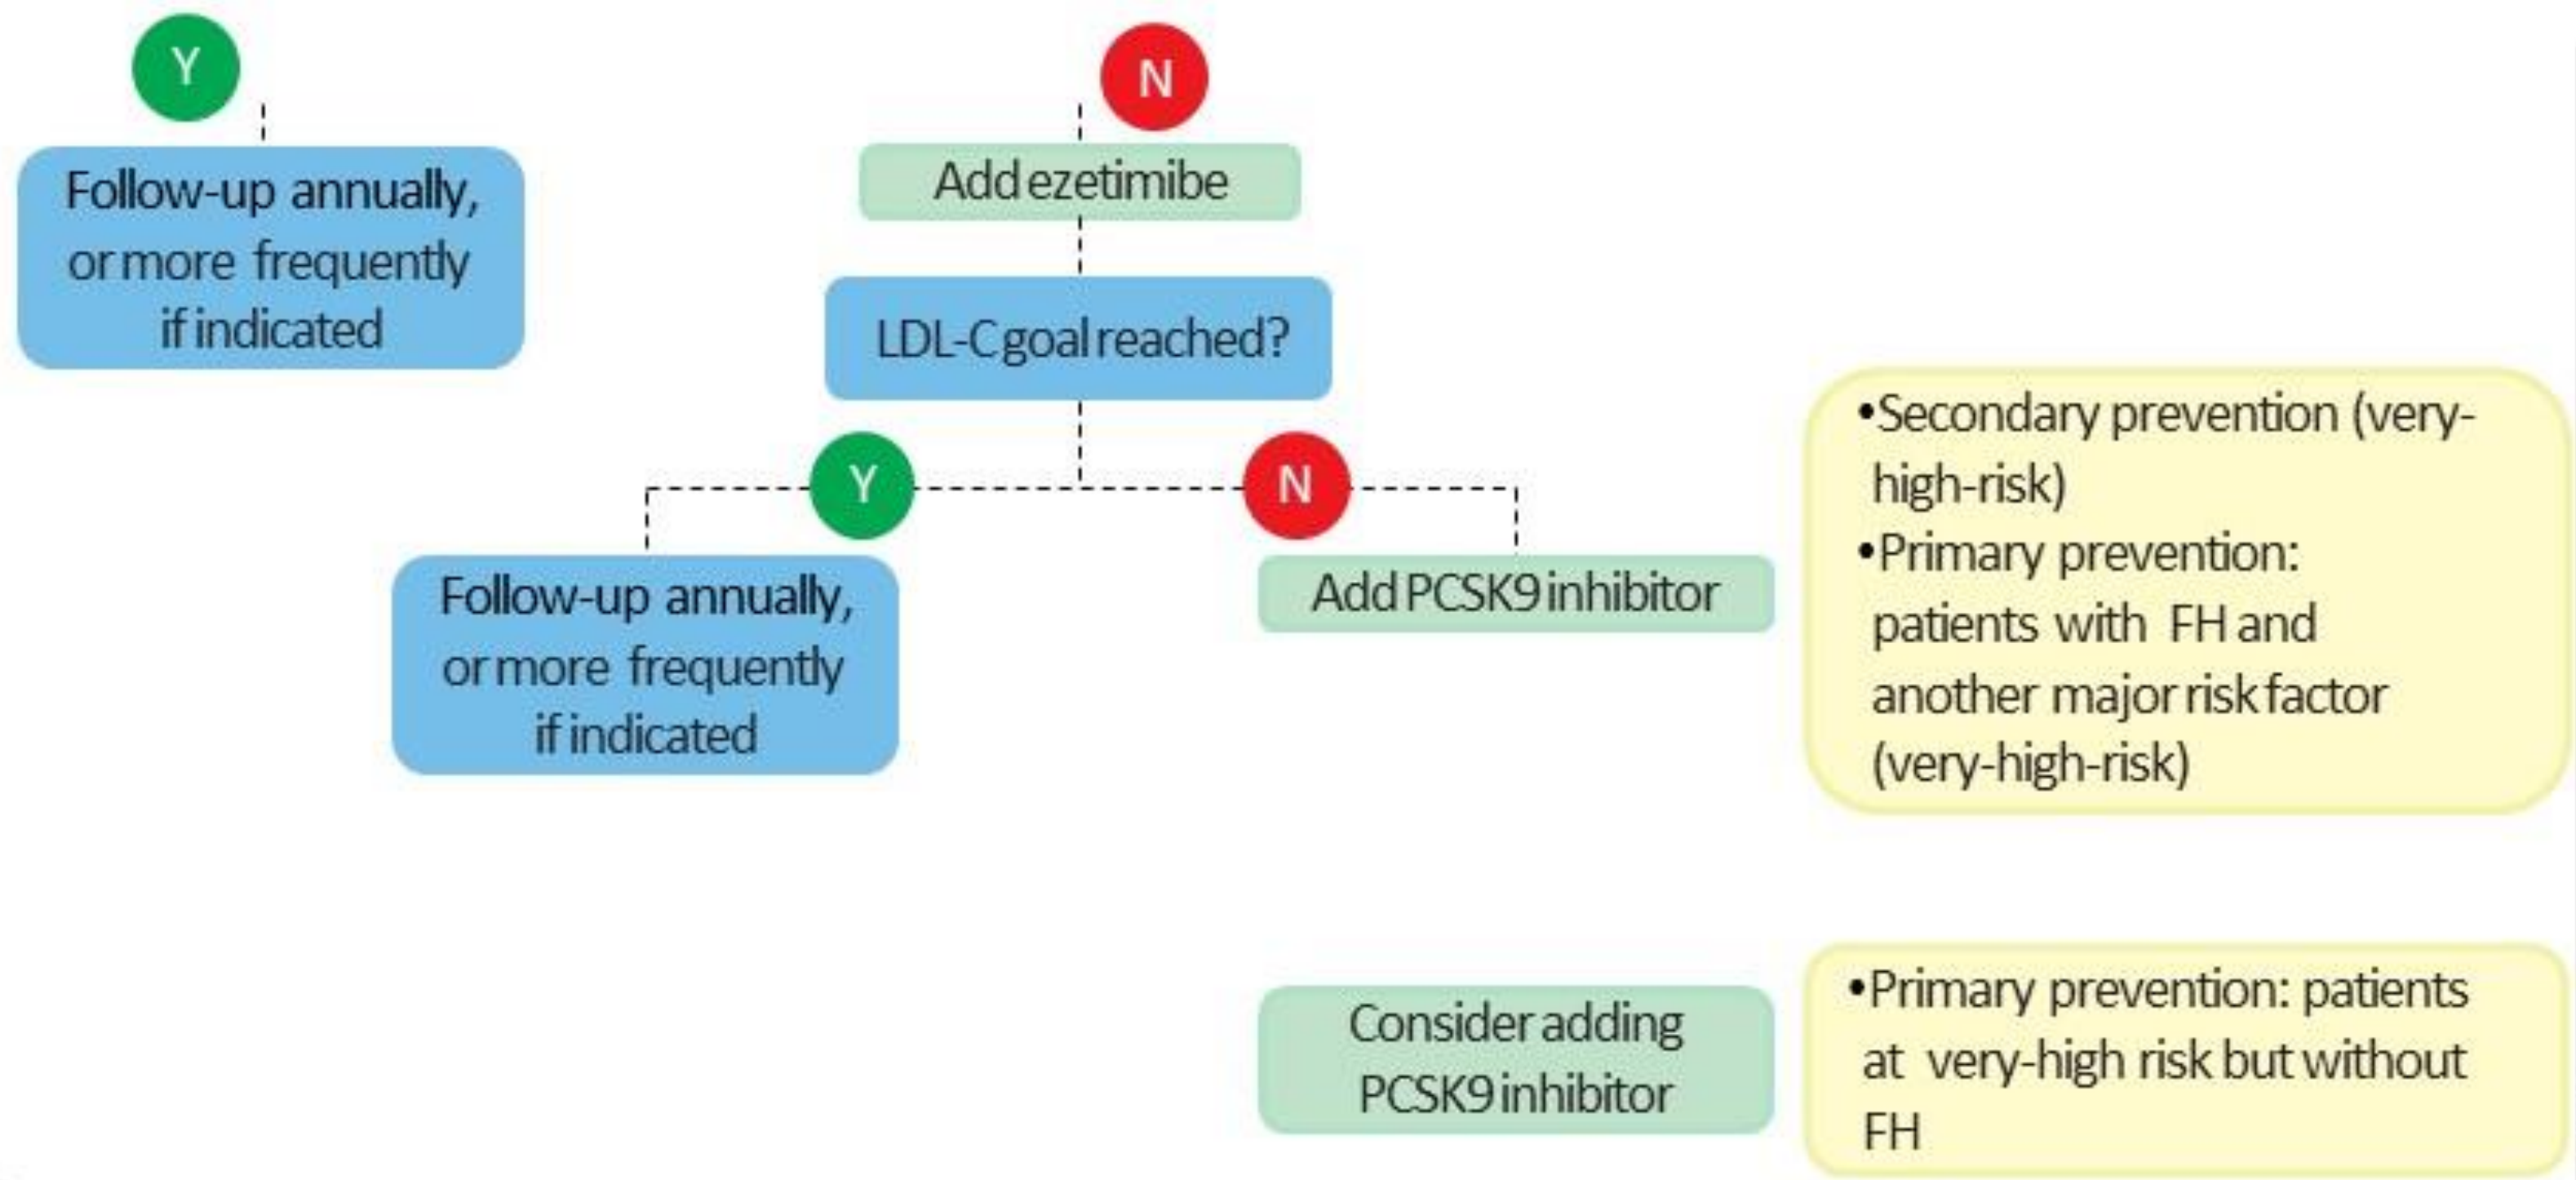 Y
N
Follow-up annually,
or more frequently
if indicated
Add ezetimibe
LDL-C goal reached?
Y
N
Follow-up annually,
or more frequently
if indicated
Add PCSK9 inhibitor
•Secondary prevention (very-
high-risk)
•Primary prevention:
patients with FH and
another major risk factor
(very-high-risk)
Consider adding
PCSK9 inhibitor
•Primary prevention: patients
at very-high risk but without
FH